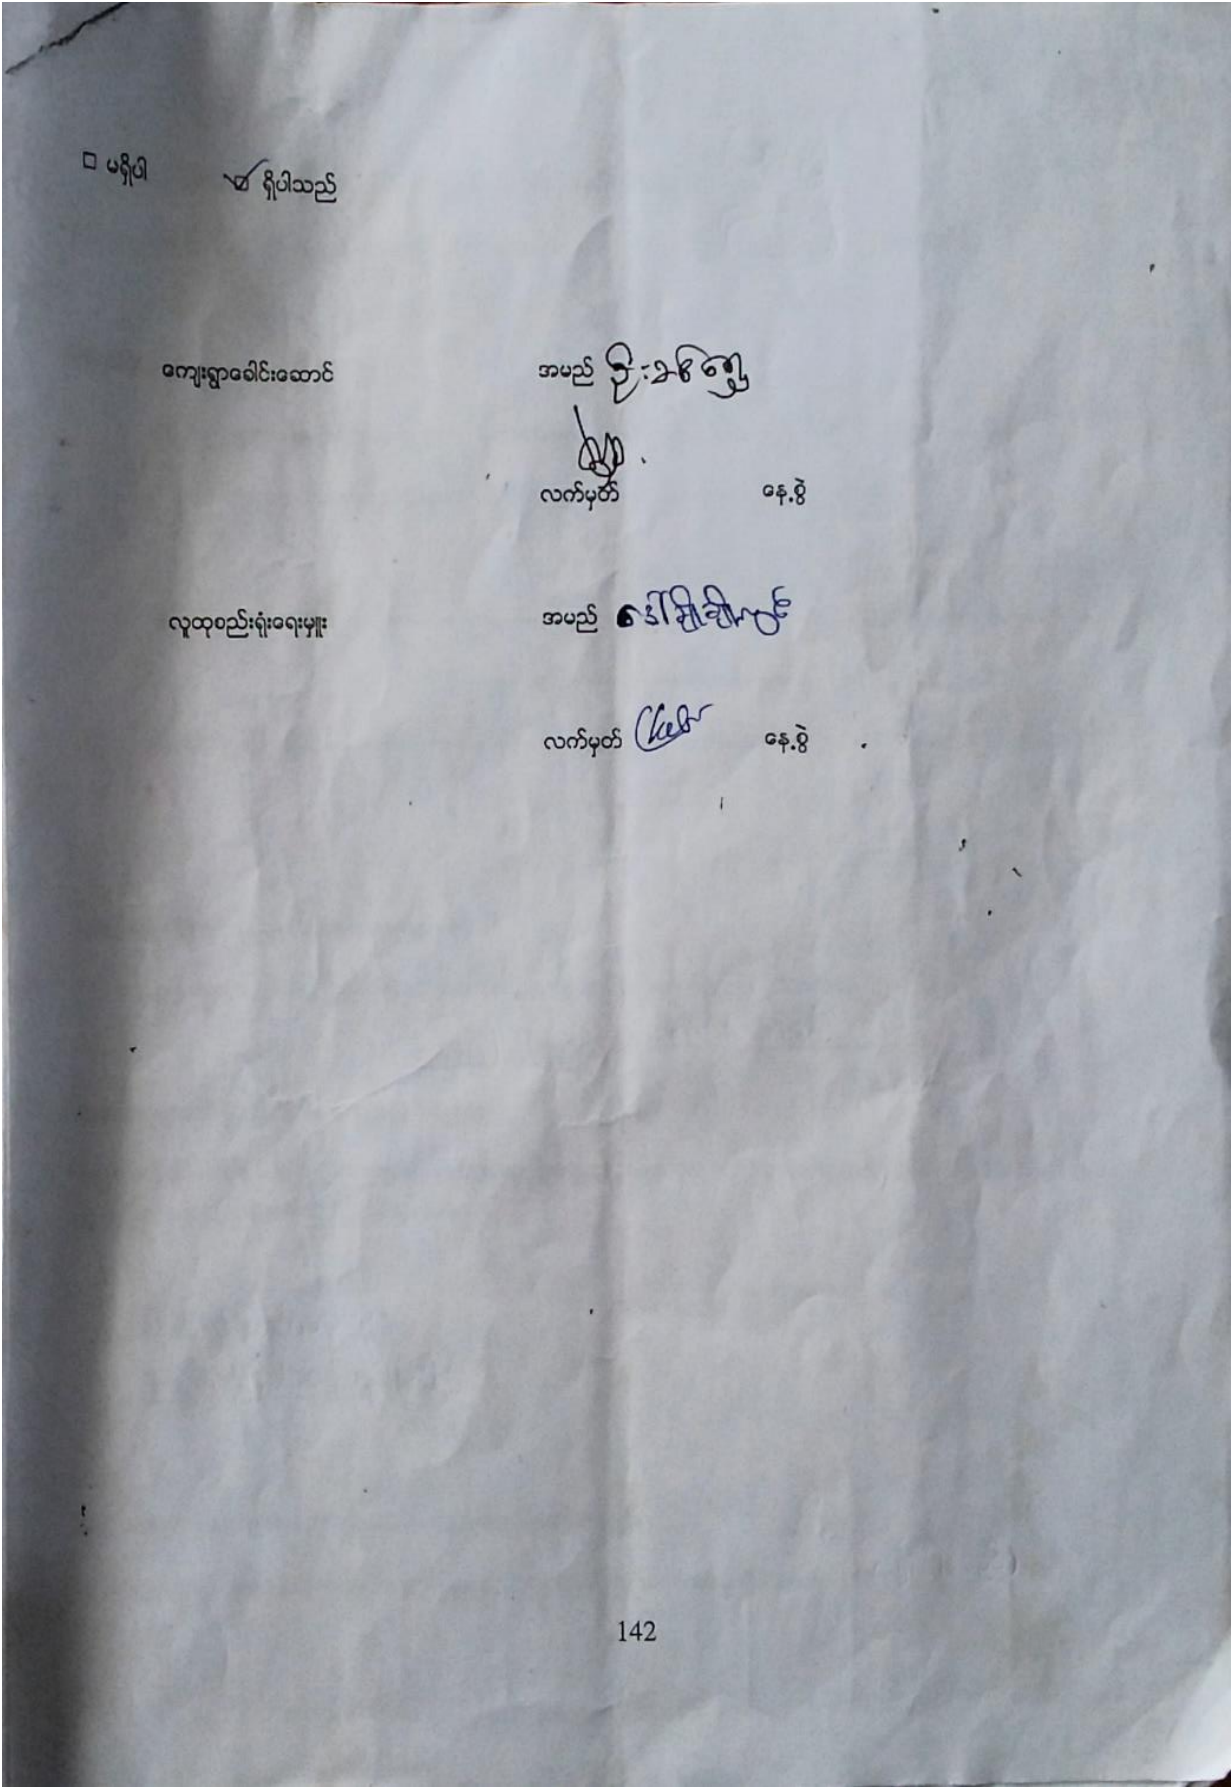 □ မရှိပါ ☑ ရှိပါသည်
ကျေးရွာခေါင်းဆောင် အမည် ဦး
လက်မှတ် နေ့စွဲ
လူထုစည်းရုံးရေးမှူး အမည် ဒေါ်
လက်မှတ် နေ့စွဲ
142